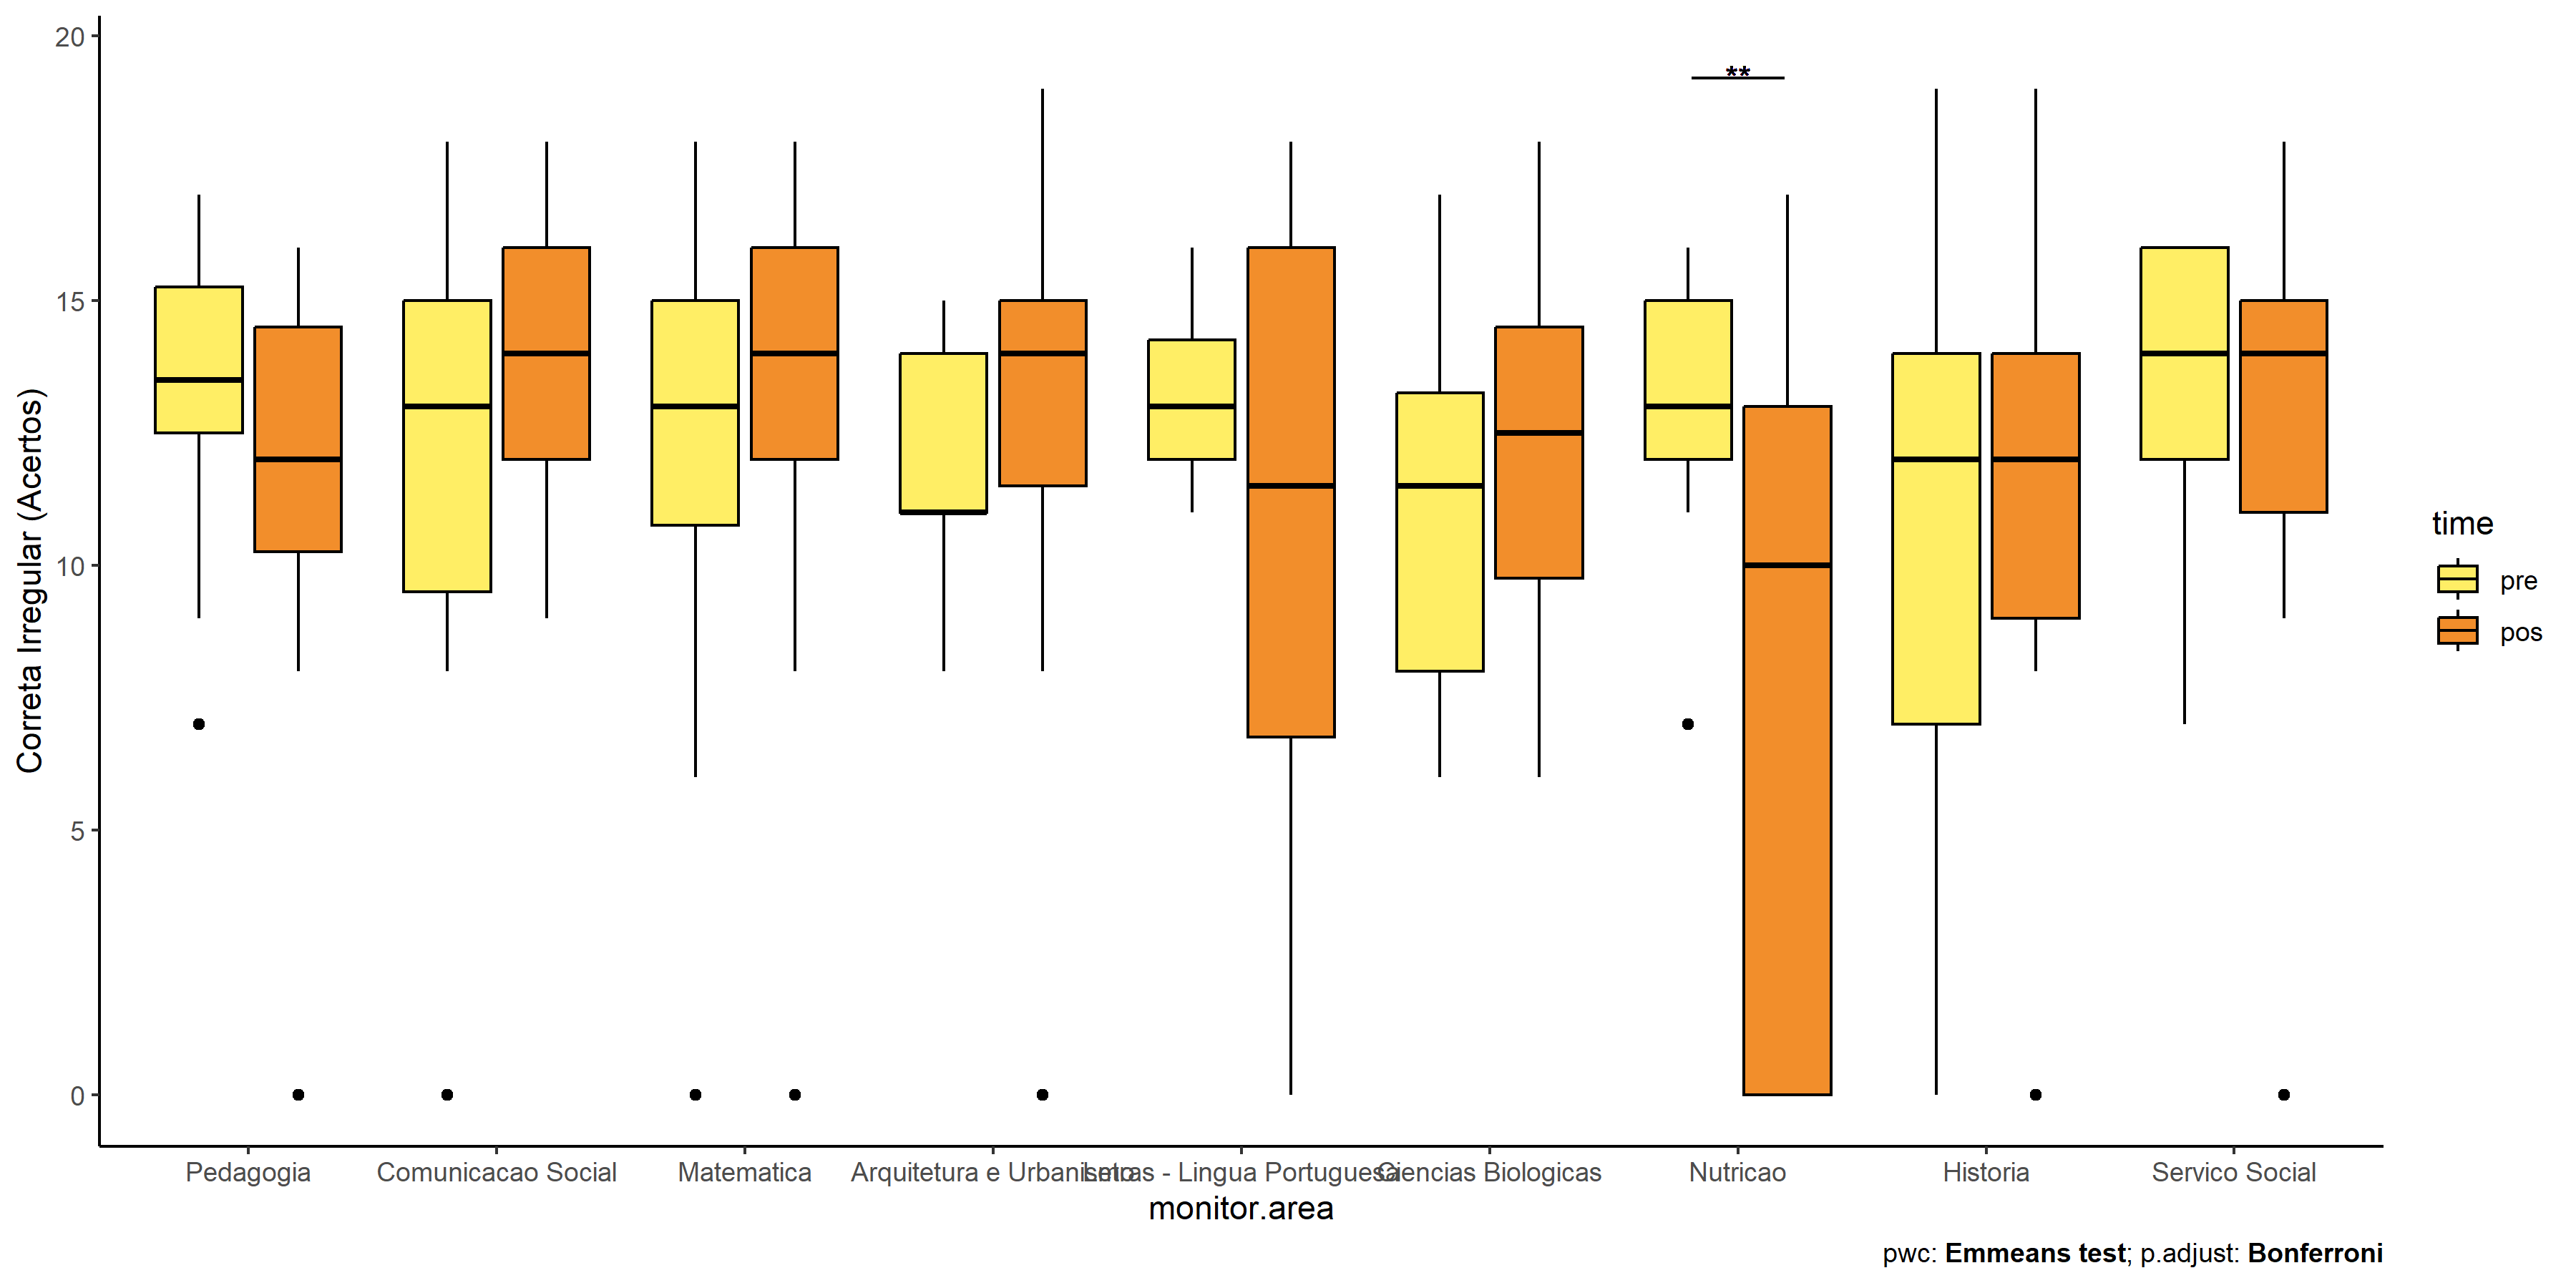 Correta Irregular (Acertos)
20
15
10
5
0
**
Pedagogia
Comunicacao Social
Matematica
Arquitetura e Urbanismo
Letras - Lingua Portuguesa
Ciencias Biologicas
Nutricao
Historia
Servico Social
monitor.area
time
pre
pos
pwc: Emmeans test; p.adjust: Bonferroni